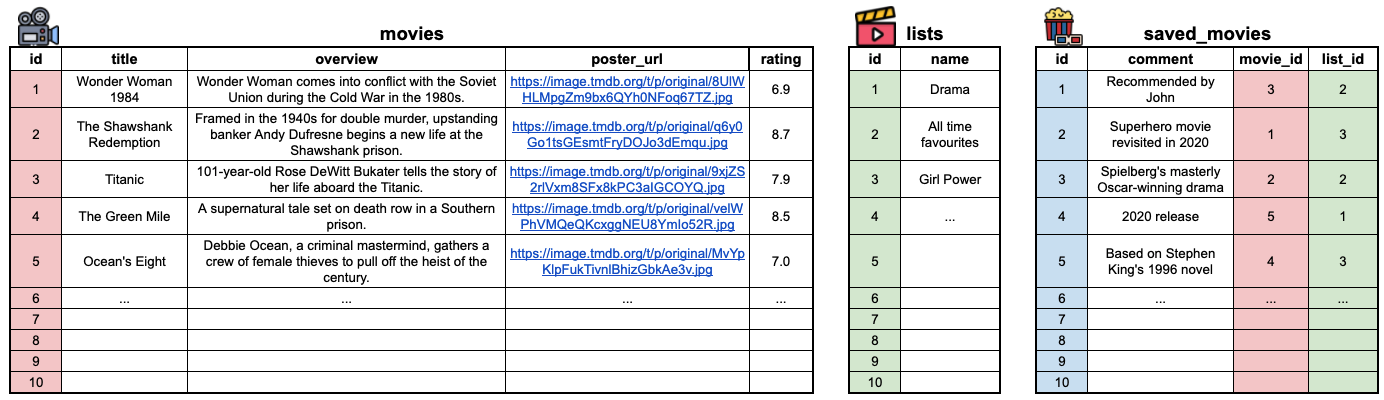 movies
id title overview poster_url rating
1 Wonder Woman 1984 Wonder Woman comes into conflict with the Soviet Union during the Cold War in the 1980s. https://image.tmdb.org/t/p/original/8UlWHLMpgZm9bx6QYh0NFoq67TZ.jpg 6.9
2 The Shawshank Redemption Framed in the 1940s for double murder, upstanding banker Andy Dufresne begins a new life at the Shawshank prison. https://image.tmdb.org/t/p/original/q6y0Go1tsGEsmtFryDOJo3dEmqu.jpg 8.7
3 Titanic 101-year-old Rose DeWitt Bukater tells the story of her life aboard the Titanic. https://image.tmdb.org/t/p/original/9xjZS2rlVxm8SFx8kPC3aIGCOYQ.jpg 7.9
4 The Green Mile A supernatural tale set on death row in a Southern prison. https://image.tmdb.org/t/p/original/velWPhVMQeQKcxggNEU8YmIo52R.jpg 8.5
5 Ocean's Eight Debbie Ocean, a criminal mastermind, gathers a crew of female thieves to pull off the heist of the century. https://image.tmdb.org/t/p/original/MvYpKlpFukTivnlBhizGbkAe3v.jpg 7.0
6 ... ... ... ...
7
8
9
10
lists
id name
1 Drama
2 All time favourites
3 Girl Power
4 ...
5
6
7
8
9
10
saved_movies
id comment movie_id list_id
1 Recommended by John 3 2
2 Superhero movie revisited in 2020 1 3
3 Spielberg's masterly Oscar-winning drama 2 2
4 2020 release 5 1
5 Based on Stephen King's 1996 novel 4 3
6 ... ... ...
7
8
9
10